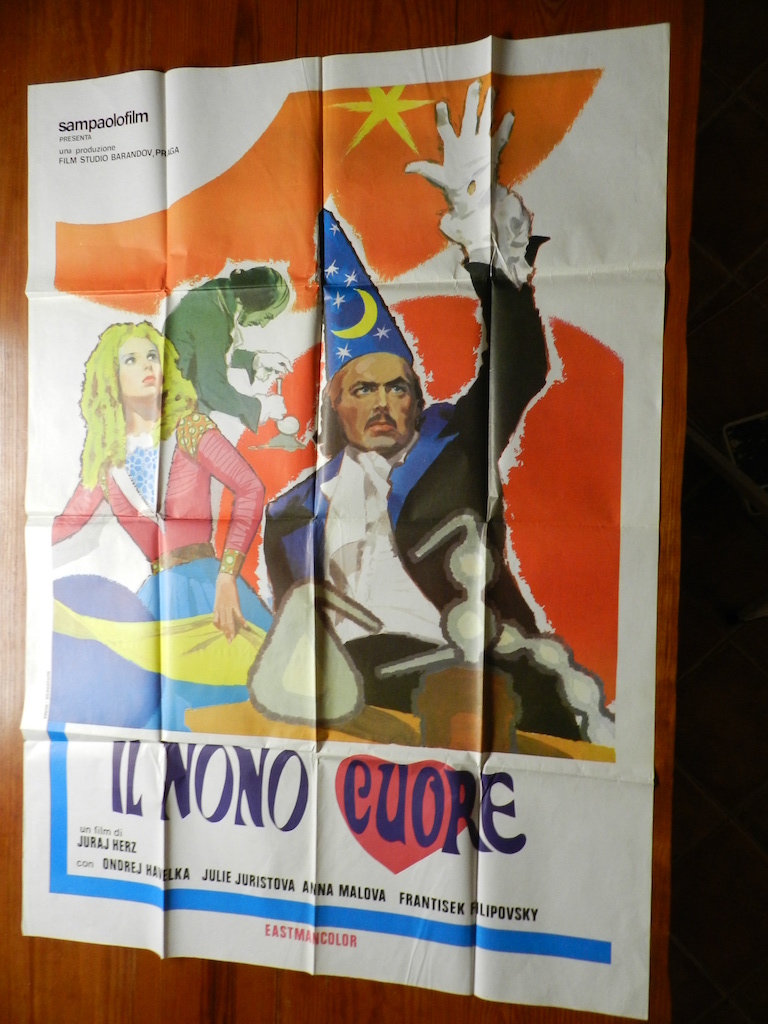 sampaolofilm
PRESENTA
una produzione
FILM STUDIO BARANDOV, PRAGA
IL NONO CUORE
un film di
JURAJ HERZ
con ONDREJ HAVELKA JULIE JURISTOVA ANNA MALOVA FRANTISEK FILIPOVSKY
EASTMANCOLOR